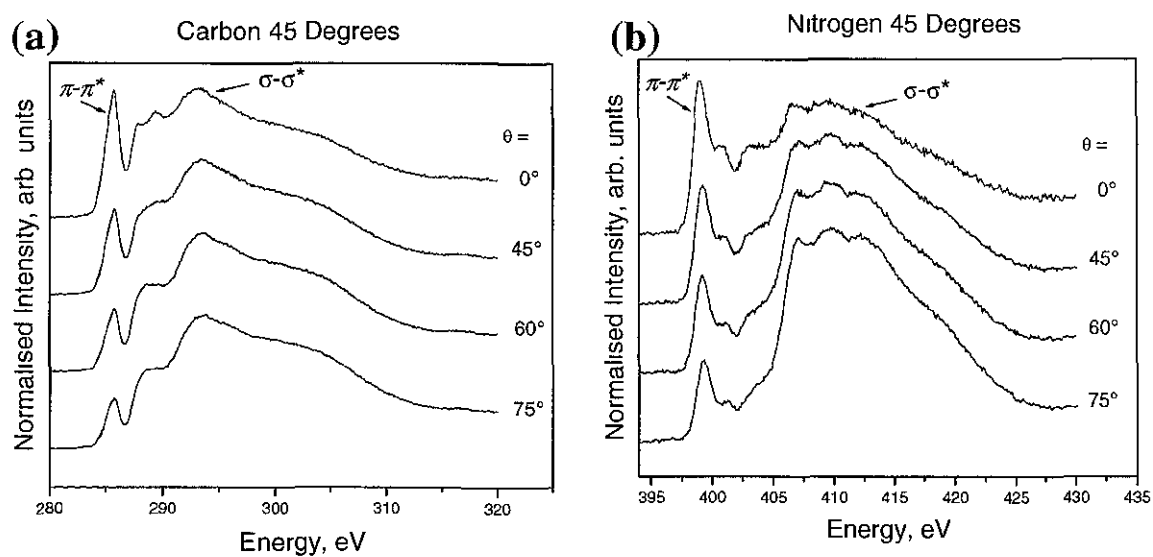 (a)
Carbon 45 Degrees
π-π*
σ-σ*
θ =
0°
45°
60°
75°
Normalised Intensity, arb units
280 290 300 310 320
Energy, eV
(b)
Nitrogen 45 Degrees
π-π*
σ-σ*
θ =
0°
45°
60°
75°
Normalised Intensity, arb. units
395 400 405 410 415 420 425 430 435
Energy, eV